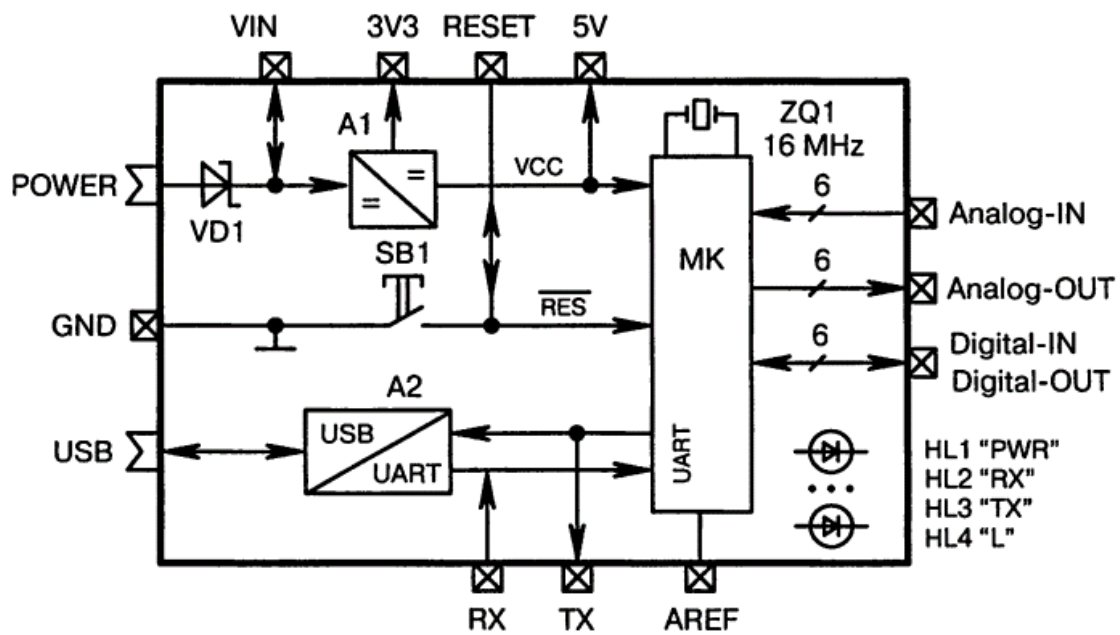 VIN 3V3 RESET 5V
A1
ZQ1
16 MHz
VCC
=
=
POWER
VD1
6
Analog-IN
SB1
MK
6
Analog-OUT
GND
RES
6
Digital-IN
Digital-OUT
A2
USB
USB
UART
UART
HL1 “PWR”
HL2 “RX”
• • •
HL3 “TX”
HL4 “L”
RX TX AREF